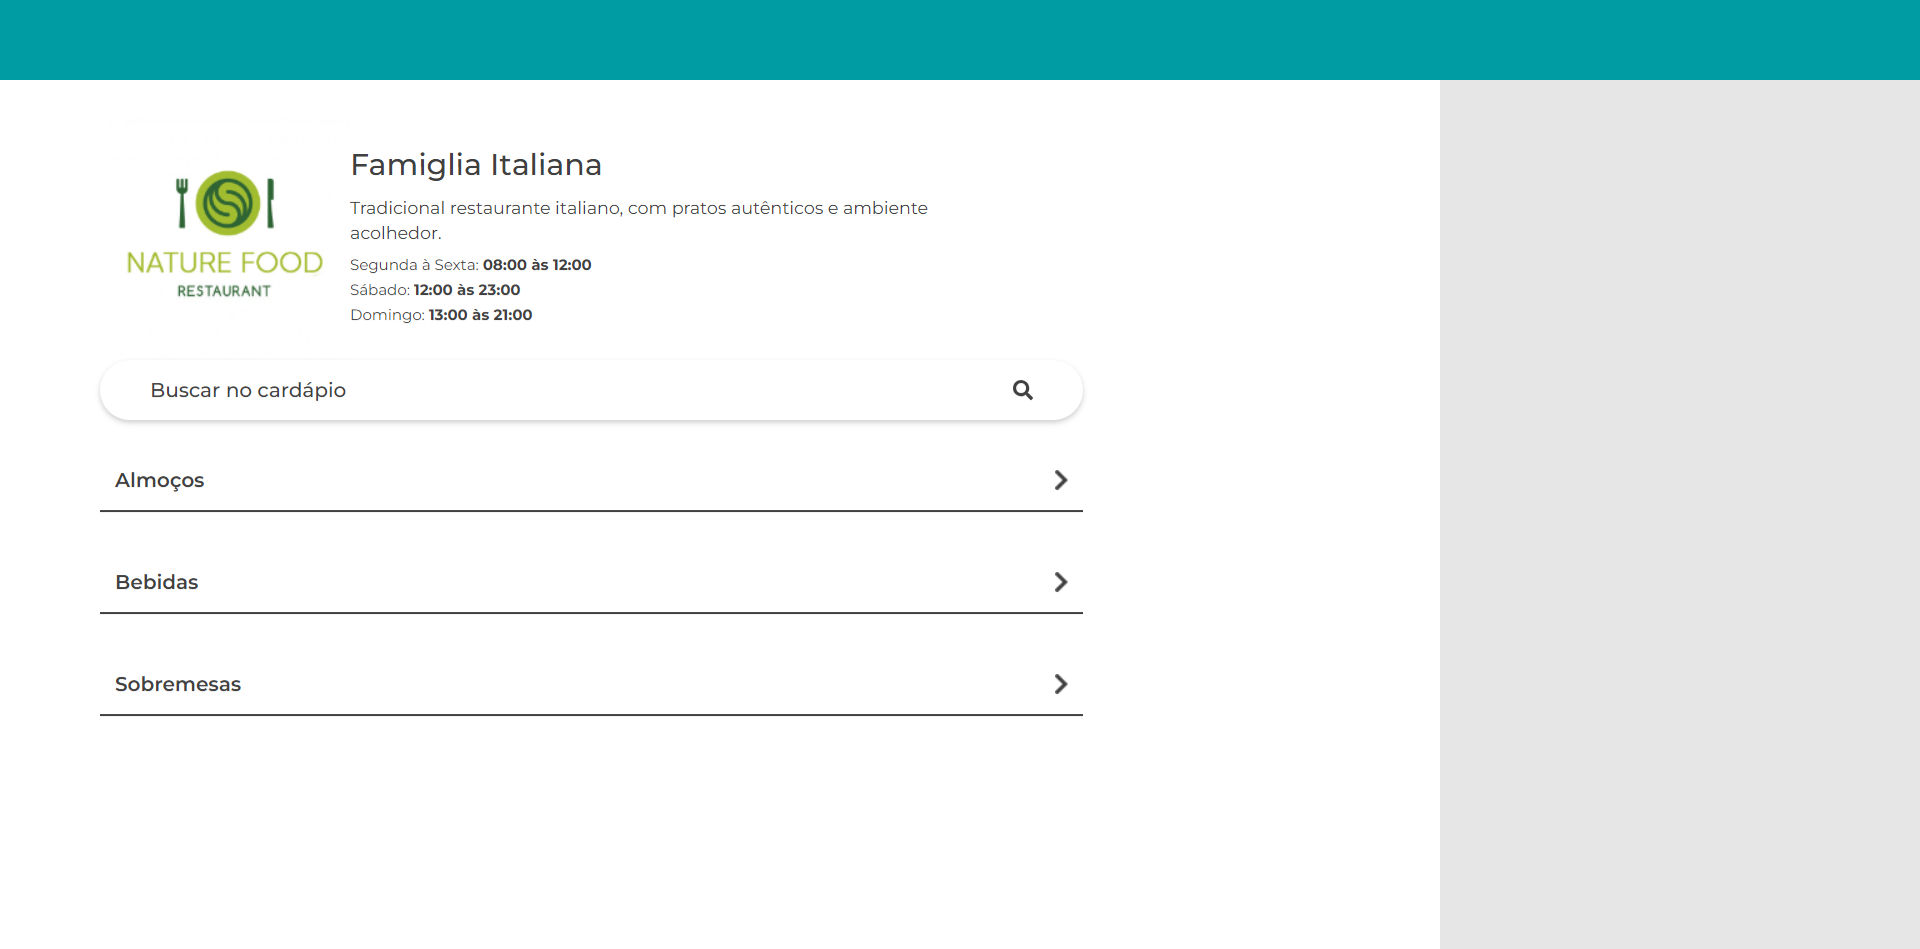 NATURE FOOD
RESTAURANT
Famiglia Italiana
Tradicional restaurante italiano, com pratos autênticos e ambiente
acolhedor.
Segunda à Sexta: 08:00 às 12:00
Sábado: 12:00 às 23:00
Domingo: 13:00 às 21:00
Buscar no cardápio
Almoços
Bebidas
Sobremesas